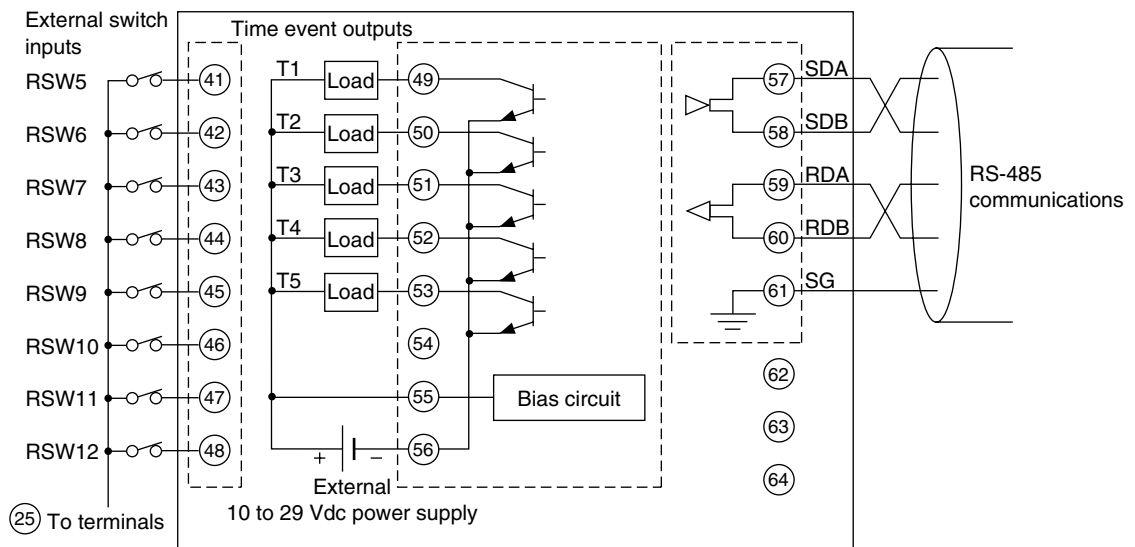 External switch
inputs
Time event outputs
RSW5
41
T1
Load
49
57
SDA
RSW6
42
T2
Load
50
58
SDB
RSW7
43
T3
Load
51
59
RDA
RS-485
communications
RSW8
44
T4
Load
52
60
RDB
RSW9
45
T5
Load
53
61
SG
RSW10
46
54
62
RSW11
47
55
Bias circuit
63
RSW12
48
+
−
56
64
External
10 to 29 Vdc power supply
25 To terminals